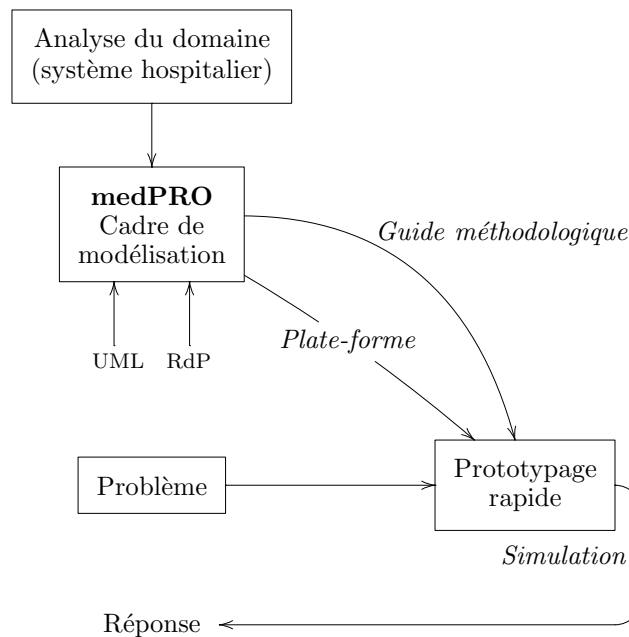 Analyse du domaine
(système hospitalier)
medPRO
Cadre de
modélisation
Guide méthodologique
Plate-forme
UML RdP
Problème
Prototypage
rapide
Simulation
Réponse